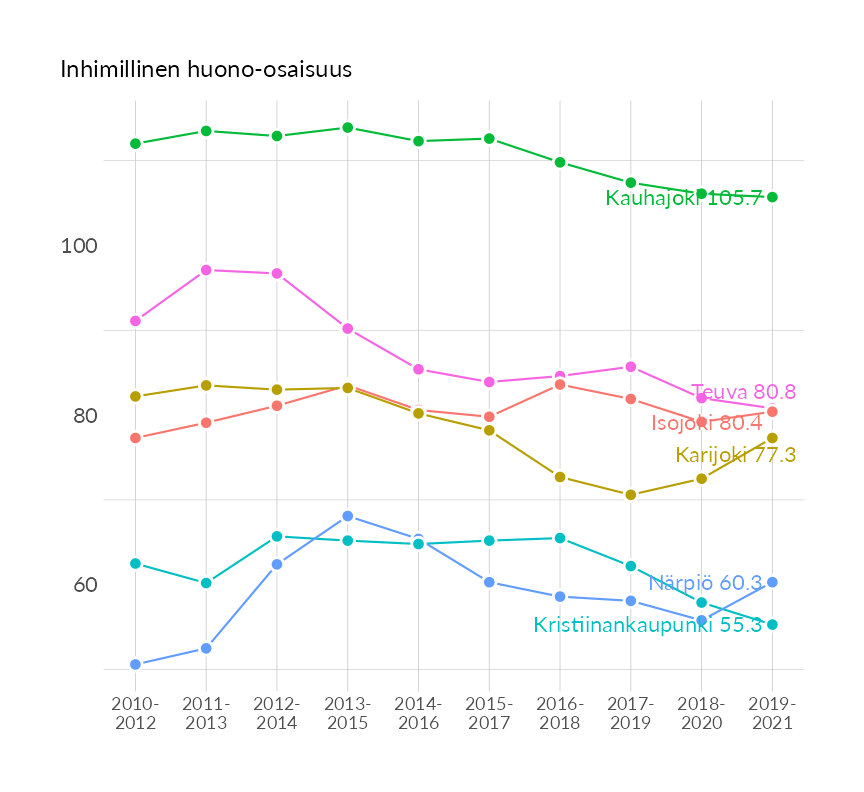 Inhimillinen huono-osaisuus
Kauhajoki 105.7
100
Teuva 80.8
80
Isojoki 80.4
Karijoki 77.3
60
Närpiö 60.3
Kristiinankaupunki 55.3
2010- 2011- 2012- 2013- 2014- 2015- 2016- 2017- 2018- 2019-
2012 2013 2014 2015 2016 2017 2018 2019 2020 2021